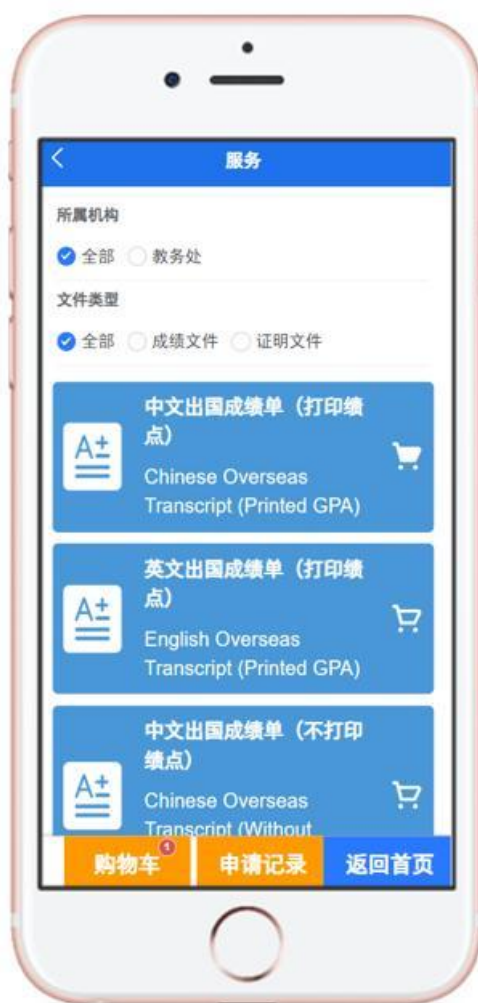 服务
所属机构
全部 教务处
文件类型
全部 成绩文件 证明文件
中文出国成绩单（打印绩
点）
Chinese Overseas
Transcript (Printed GPA)
A±
英文出国成绩单（打印绩
点）
English Overseas
Transcript (Printed GPA)
A±
中文出国成绩单（不打印
绩点）
Chinese Overseas
Transcript (Without
A±
购物车 1 申请记录 返回首页